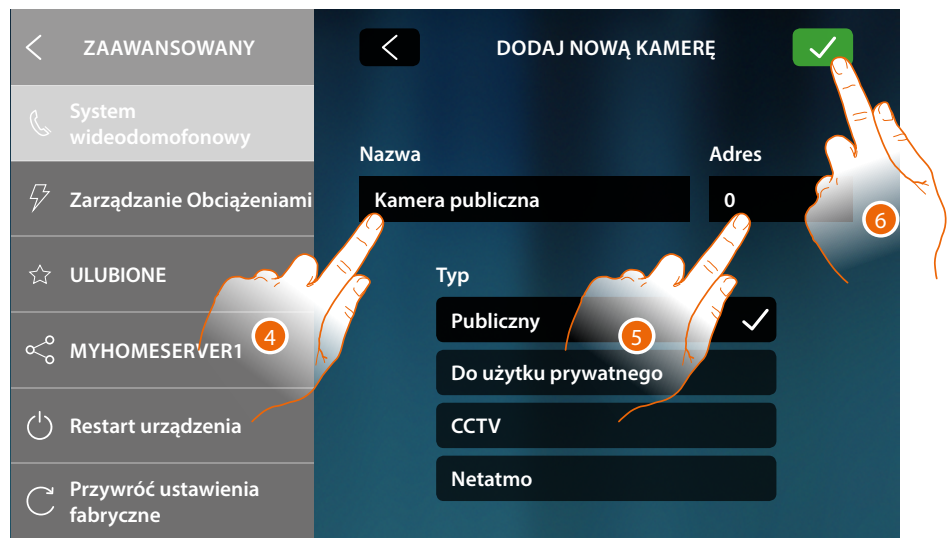 ZAAWANSOWANY
System
wideodomofonowy
Zarządzanie Obciążeniami
ULUBIONE
MYHOMESERVER1
Restart urządzenia
Przywróć ustawienia
fabryczne
DODAJ NOWĄ KAMERĘ
Nazwa
Adres
Kamera publiczna
0
Typ
Publiczny
Do użytku prywatnego
CCTV
Netatmo
4
5
6